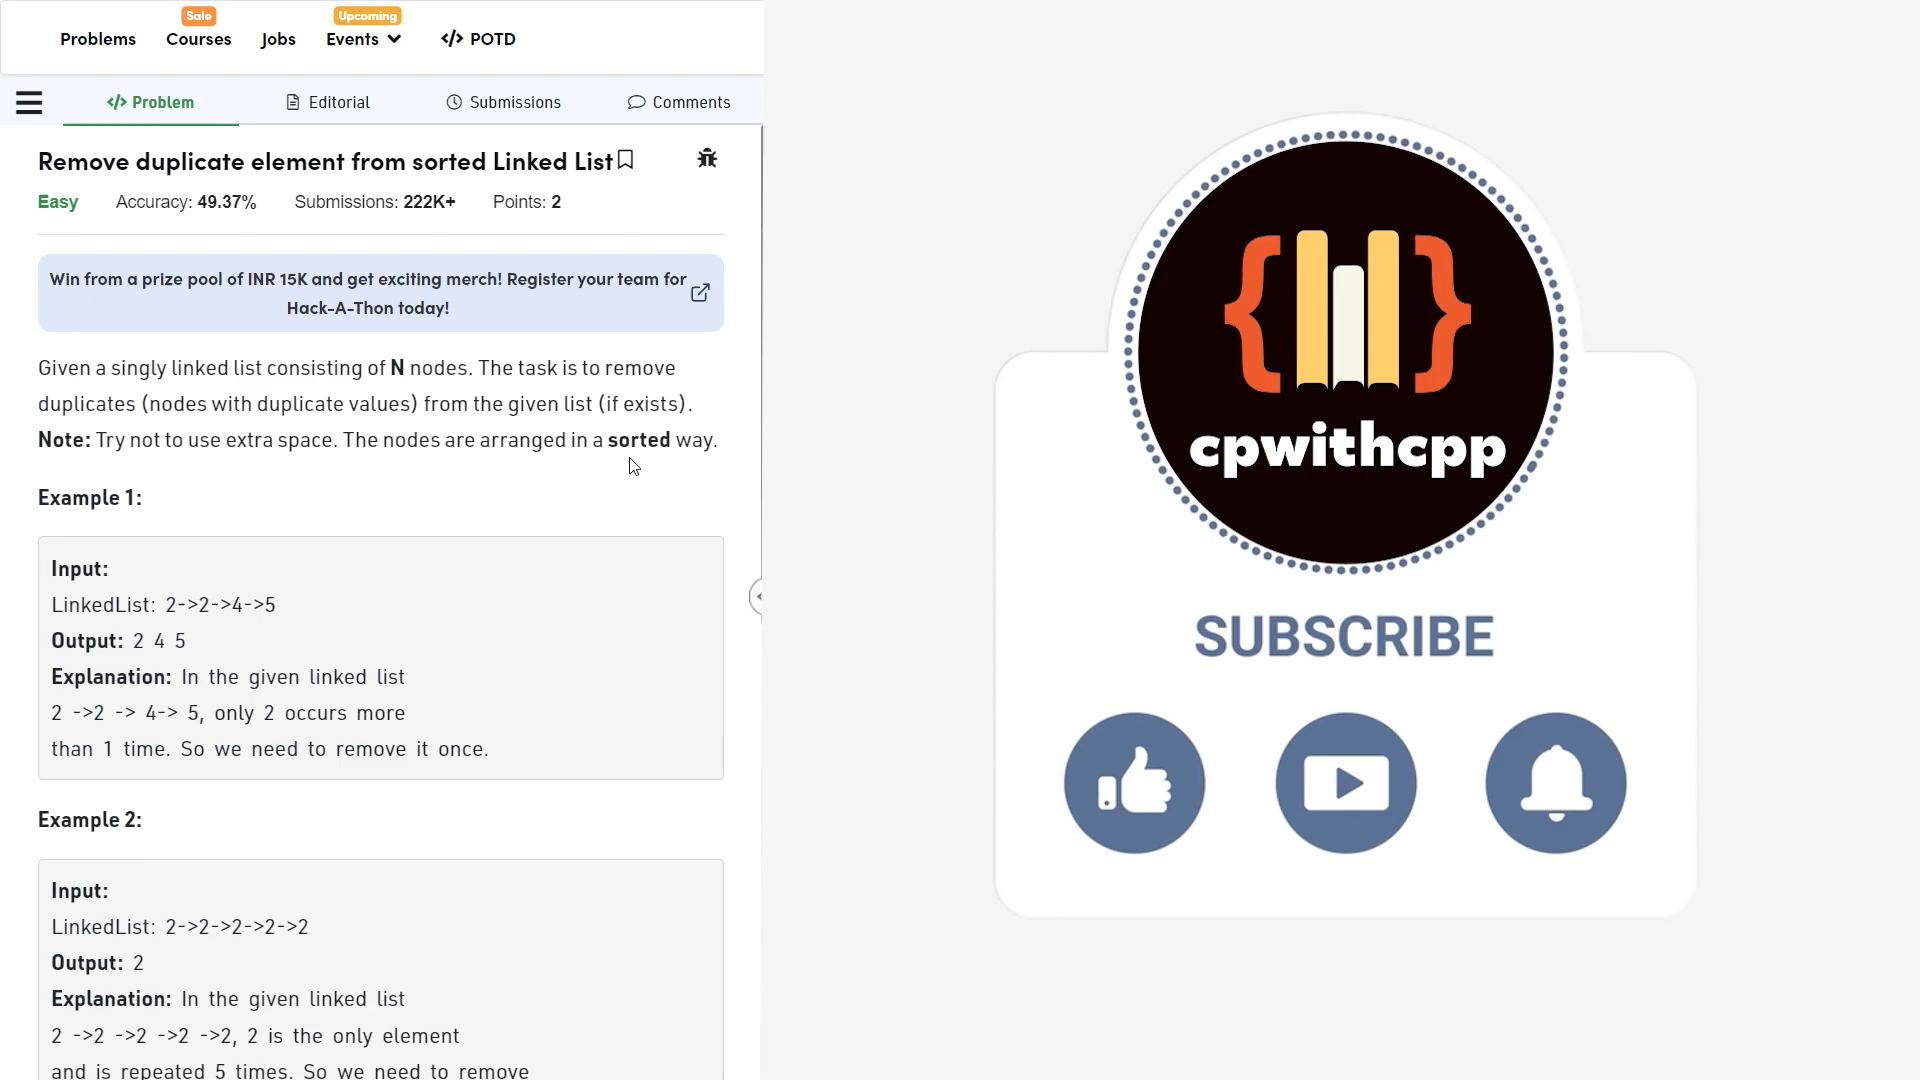 Sale
Upcoming
Problems Courses Jobs Events </> POTD
</> Problem Editorial Submissions Comments
Remove duplicate element from sorted Linked List
Easy Accuracy: 49.37% Submissions: 222K+ Points: 2
Win from a prize pool of INR 15K and get exciting merch! Register your team for
Hack-A-Thon today!
Given a singly linked list consisting of N nodes. The task is to remove
duplicates (nodes with duplicate values) from the given list (if exists).
Note: Try not to use extra space. The nodes are arranged in a sorted way.
Example 1:
Input:
LinkedList: 2->2->4->5
Output: 2 4 5
Explanation: In the given linked list
2 ->2 -> 4-> 5, only 2 occurs more
than 1 time. So we need to remove it once.
Example 2:
Input:
LinkedList: 2->2->2->2->2
Output: 2
Explanation: In the given linked list
2 ->2 ->2 ->2 ->2, 2 is the only element
and is repeated 5 times. So we need to remove
cpwithcpp
SUBSCRIBE